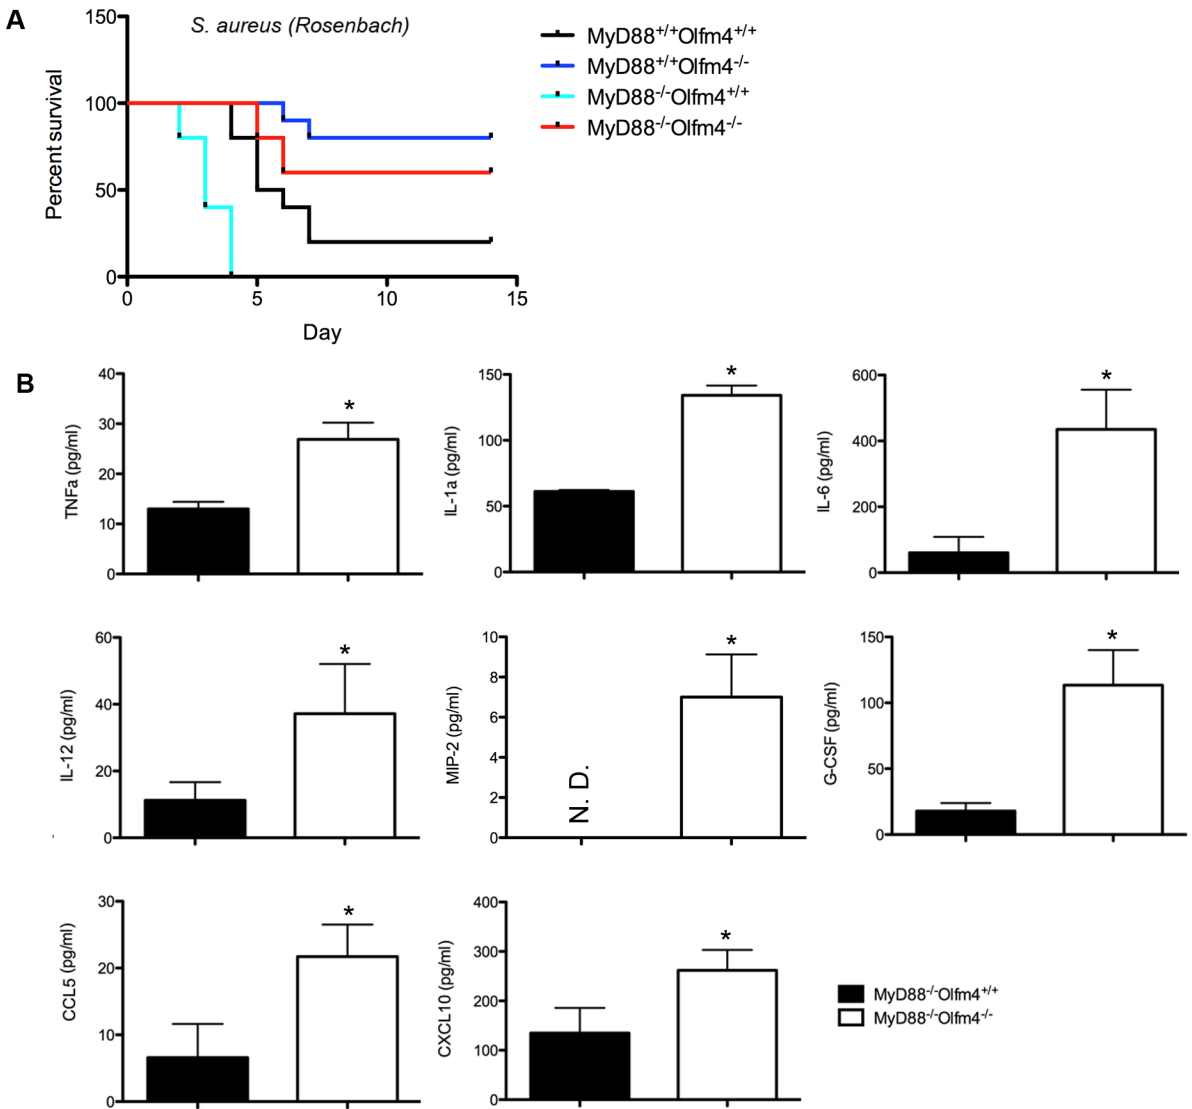 A
S. aureus (Rosenbach)
150
100
50
0
Percent survival
0 5 10 15
Day
MyD88+/+Olfm4+/+
MyD88+/+Olfm4-/-
MyD88-/-Olfm4+/+
MyD88-/-Olfm4-/-
B
TNFa (pg/ml)
40
30
20
10
0
*
IL-1a (pg/ml)
150
100
50
0
*
IL-6 (pg/ml)
600
400
200
0
*
IL-12 (pg/ml)
60
40
20
0
*
MIP-2 (pg/ml)
10
8
6
4
2
0
N. D.
*
G-CSF (pg/ml)
150
100
50
0
*
CCL5 (pg/ml)
30
20
10
0
*
CXCL10 (pg/ml)
400
300
200
100
0
*
MyD88-/-Olfm4+/+
MyD88-/-Olfm4-/-